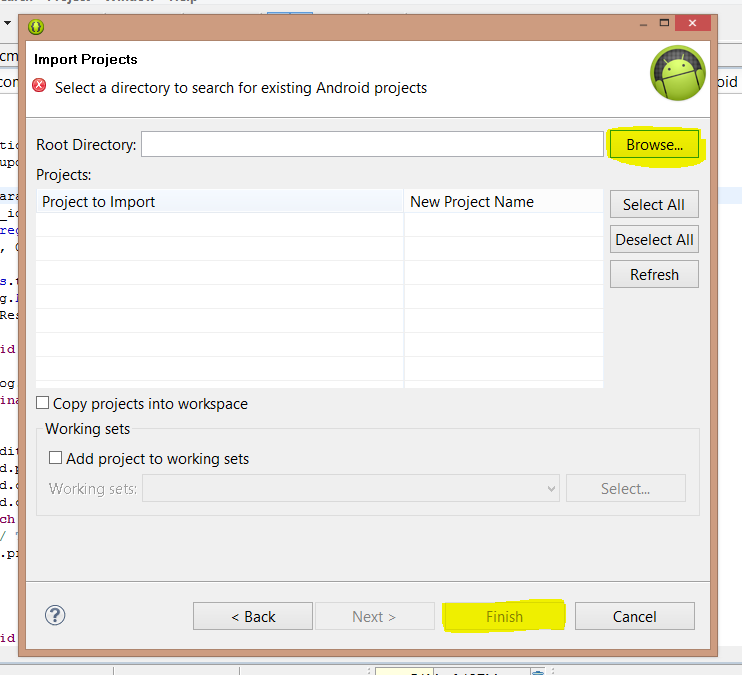 Import Projects
Select a directory to search for existing Android projects
Root Directory:
Browse...
Projects:
Project to Import
New Project Name
Select All
Deselect All
Refresh
Copy projects into workspace
Working sets
Add project to working sets
Working sets:
Select...
< Back
Next >
Finish
Cancel